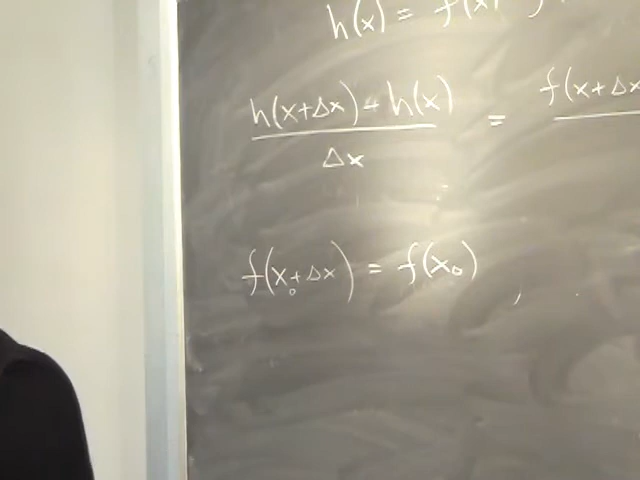 h(x) = f(x)
h(x+Δx) - h(x) = f(x+Δx
Δx
f(x₀+Δx) = f(x₀) ,